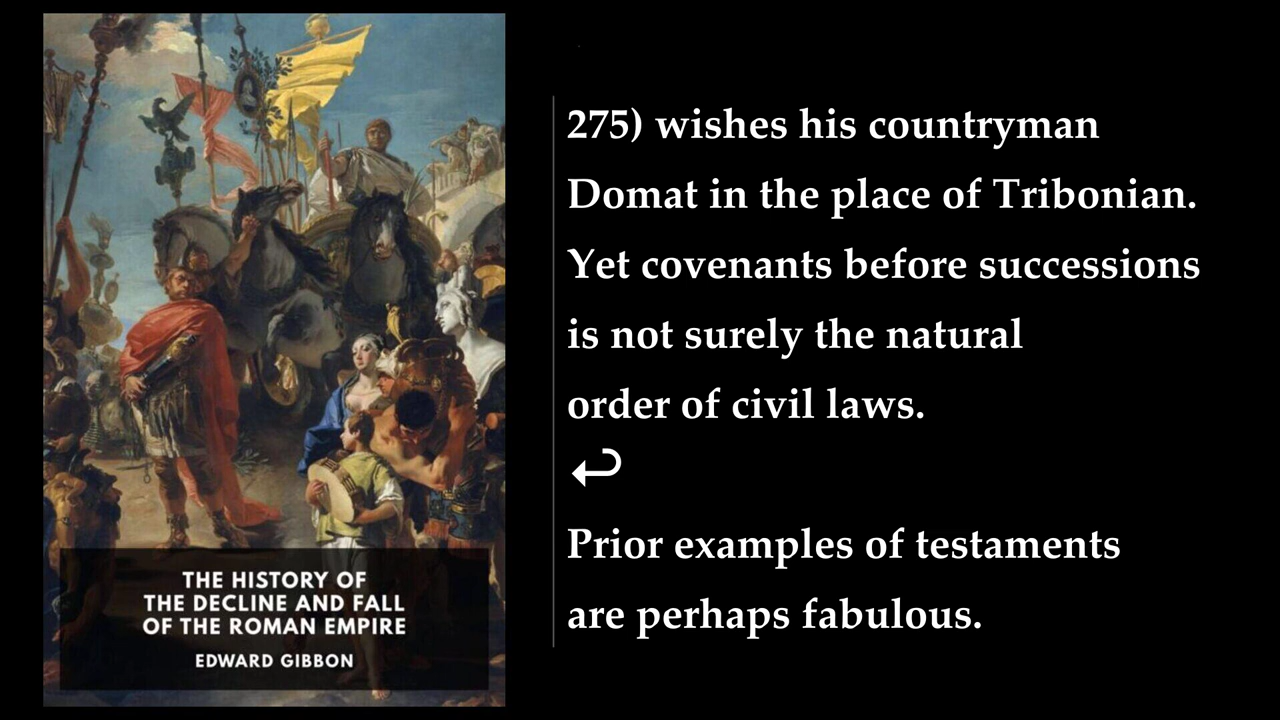 THE HISTORY OF
THE DECLINE AND FALL
OF THE ROMAN EMPIRE
EDWARD GIBBON
275) wishes his countryman
Domat in the place of Tribonian.
Yet covenants before successions
is not surely the natural
order of civil laws.
↩
Prior examples of testaments
are perhaps fabulous.